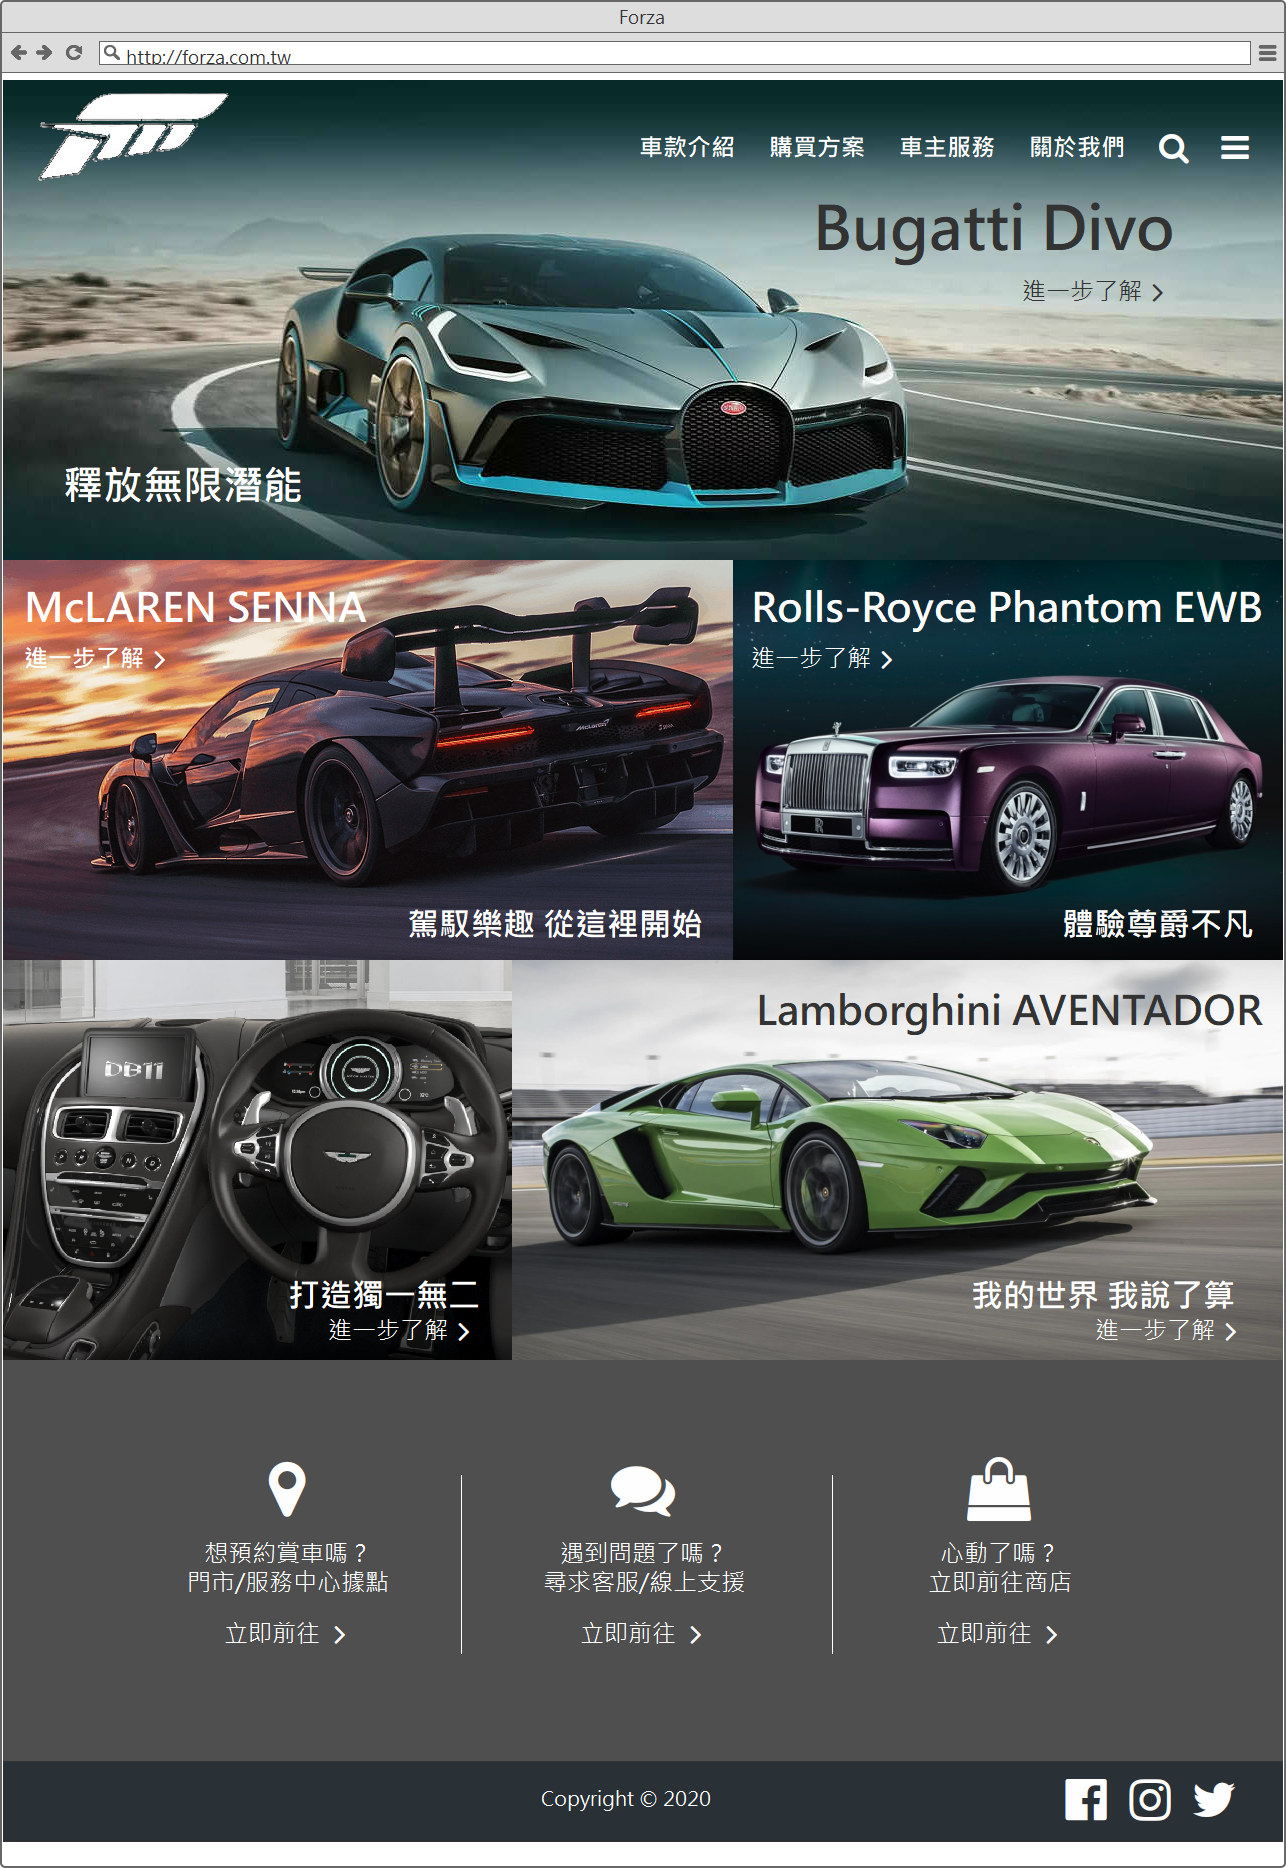 Forza
http://forza.com.tw
車款介紹 購買方案 車主服務 關於我們
Bugatti Divo
進一步了解
釋放無限潛能
McLAREN SENNA
進一步了解
Rolls-Royce Phantom EWB
進一步了解
駕馭樂趣 從這裡開始
體驗尊爵不凡
DB11
Lamborghini AVENTADOR
打造獨一無二
進一步了解
我的世界 我說了算
進一步了解
想預約賞車嗎？
門市/服務中心據點
立即前往
遇到問題了嗎？
尋求客服/線上支援
立即前往
心動了嗎？
立即前往商店
立即前往
Copyright © 2020